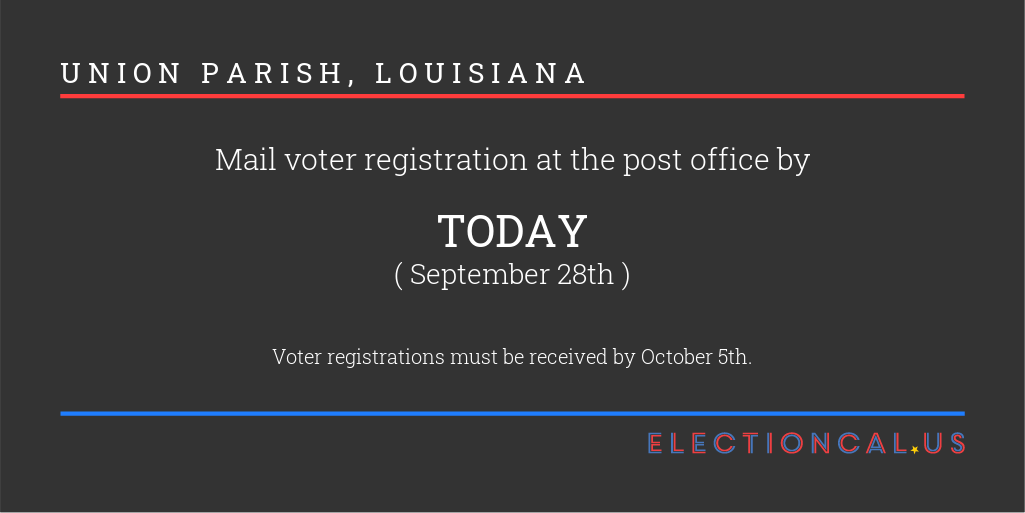 UNION PARISH, LOUISIANA
Mail voter registration at the post office by
TODAY
( September 28th )
Voter registrations must be received by October 5th.
ELECTIONCAL.US